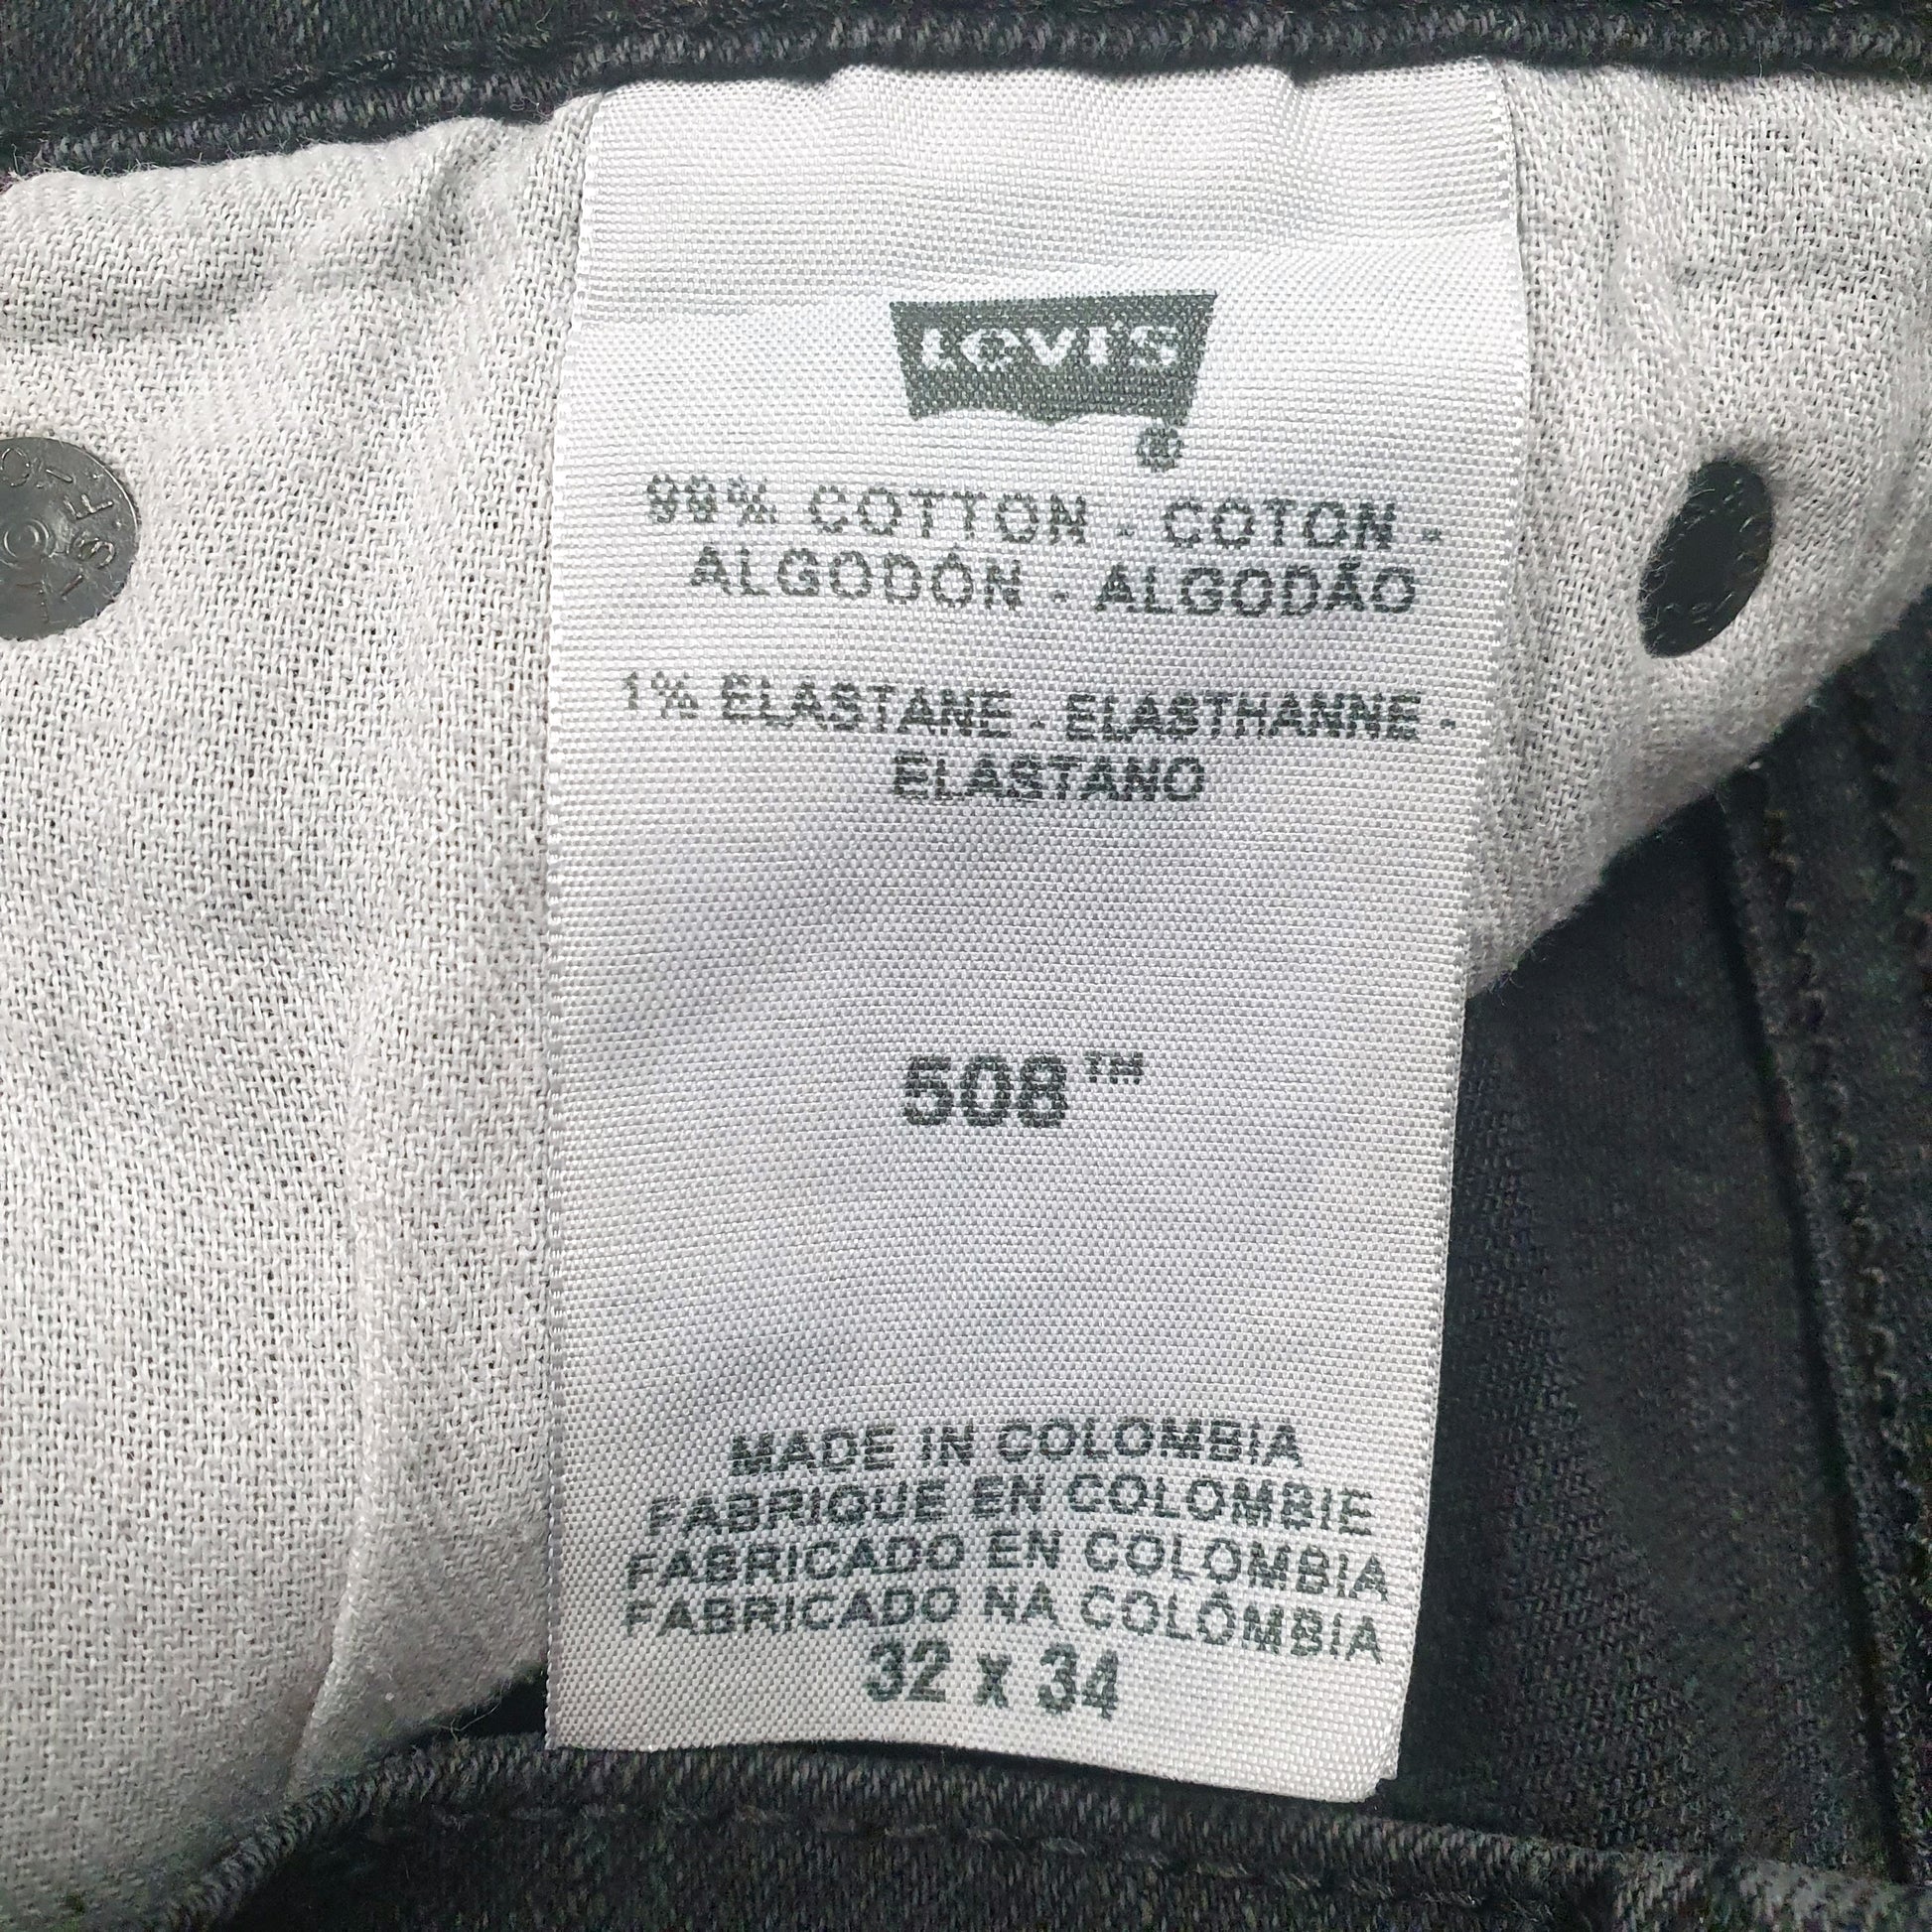 Levi's
®
99% COTTON - COTON -
ALGODÓN - ALGODÃO
1% ELASTANE - ELASTHANNE -
ELASTANO
508™
MADE IN COLOMBIA
FABRIQUE EN COLOMBIE
FABRICADO EN COLOMBIA
FABRICADO NA COLÔMBIA
32 x 34